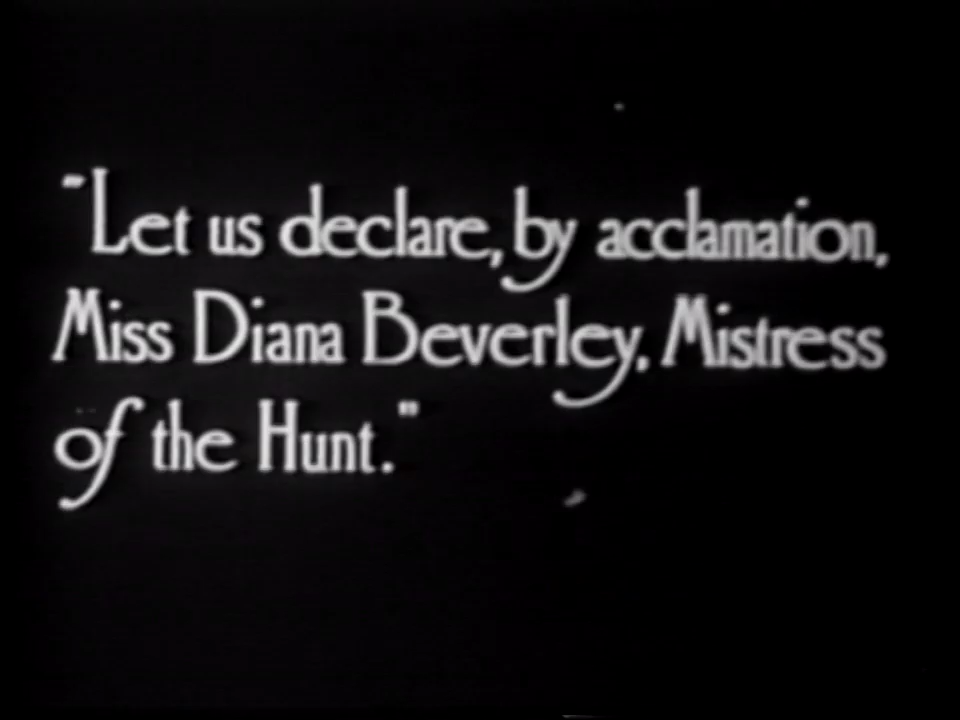 "Let us declare, by acclamation,
Miss Diana Beverley, Mistress
of the Hunt."